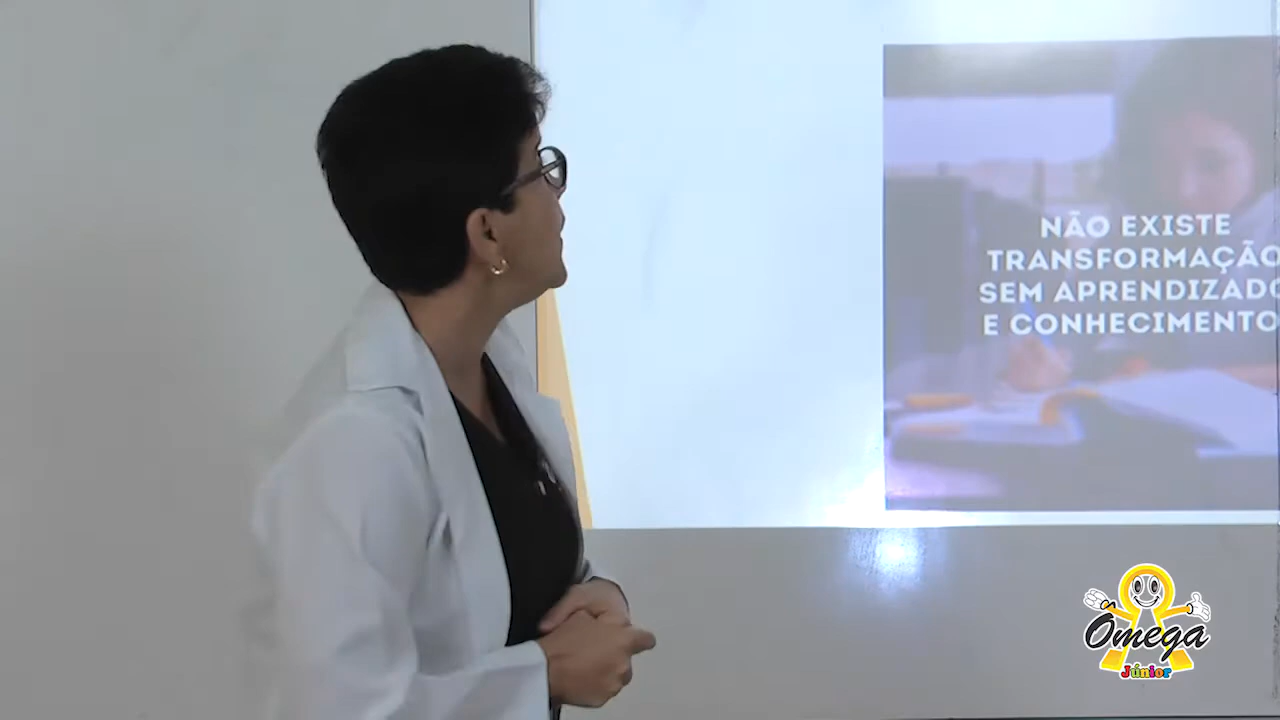 NÃO EXISTE
TRANSFORMAÇÃO
SEM APRENDIZADO
E CONHECIMENTO
Ômega
Júnior